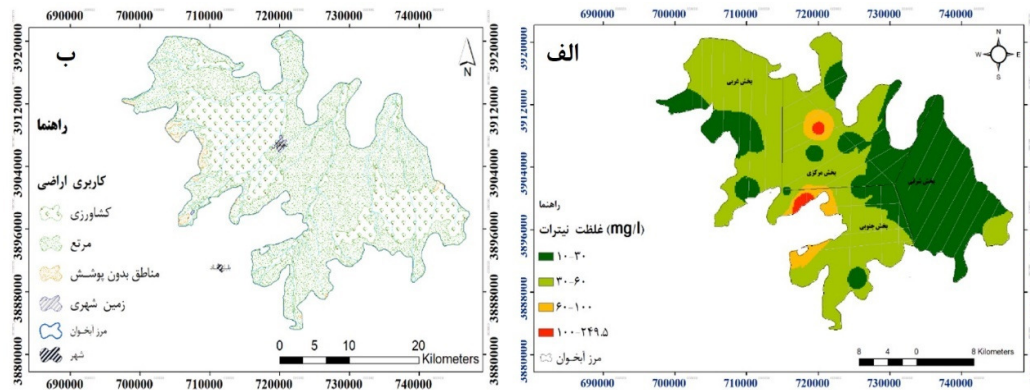 690000 700000 710000 720000 730000 740000
3920000
3912000
3904000
3896000
3888000
3880000
ب
N
راهنما
کاربری اراضی
کشاورزی
مرتع
مناطق بدون پوشش
زمین شهری
مرز آبخوان
شهر
0 5 10 20
Kilometers
690000 700000 710000 720000 730000 740000
690000 700000 710000 720000 730000 740000
3920000
3912000
3904000
3896000
3888000
3880000
الف
N
W E
S
بخش غربی
بخش مرکزی
بخش شرقی
بخش جنوبی
راهنما
غلظت نیترات (mg/l)
۱۰-۳۰
۳۰-۶۰
۶۰-۱۰۰
۱۰۰-۲۴۹.۵
مرز آبخوان
8 4 0 8 Kilometers
690000 700000 710000 720000 730000 740000